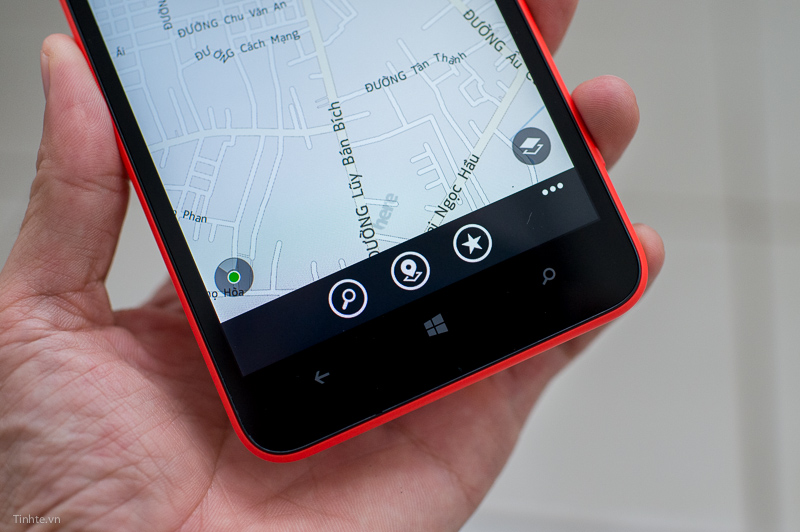 ĐƯỜNG Chu Văn An
ĐƯỜNG Cách Mạng
Ái
ĐƯỜNG Tân Thành
ĐƯỜNG Âu C
ĐƯỜNG Lũy Bán Bích
Ngọc Hầu
here
Phan
Hòa
Tinhte.vn